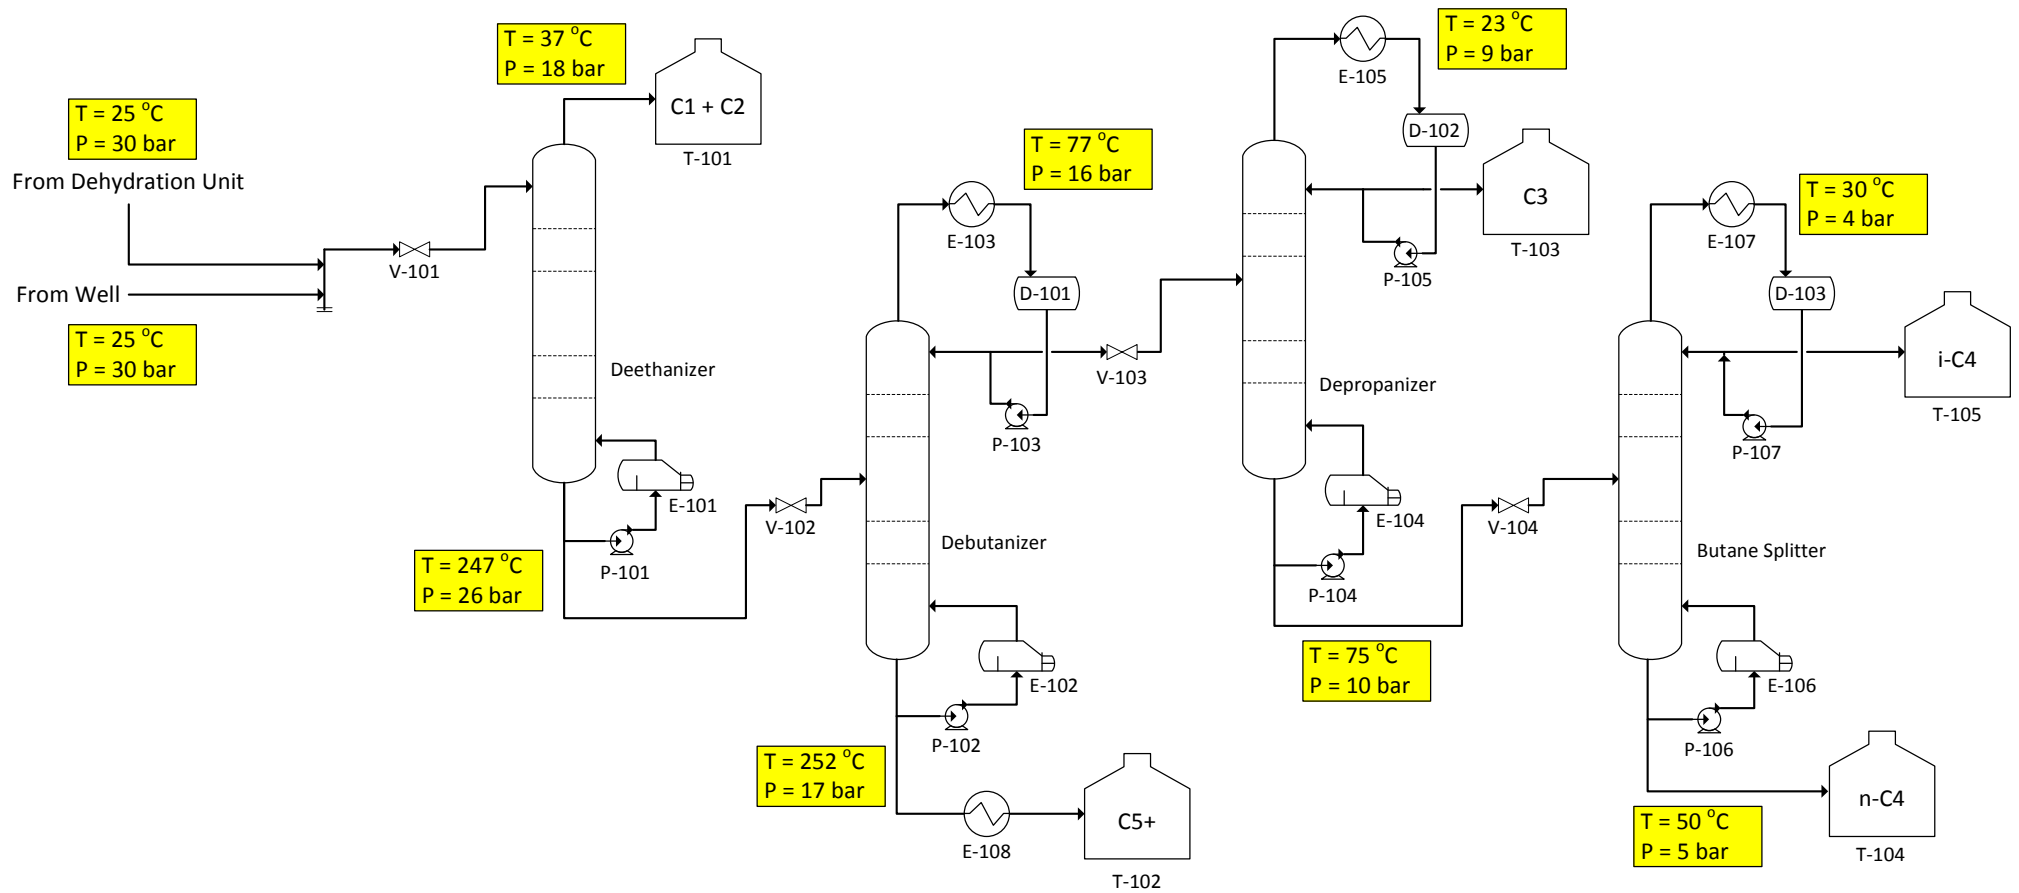 T = 25 °C
P = 30 bar
From Dehydration Unit
From Well
T = 25 °C
P = 30 bar
V-101
T = 37 °C
P = 18 bar
C1 + C2
T-101
Deethanizer
E-101
P-101
T = 247 °C
P = 26 bar
V-102
T = 77 °C
P = 16 bar
E-103
D-101
P-103
V-103
Debutanizer
E-102
P-102
T = 252 °C
P = 17 bar
E-108
C5+
T-102
T = 23 °C
P = 9 bar
E-105
D-102
P-105
C3
T-103
Depropanizer
E-104
P-104
T = 75 °C
P = 10 bar
V-104
T = 30 °C
P = 4 bar
E-107
D-103
P-107
i-C4
T-105
Butane Splitter
E-106
P-106
T = 50 °C
P = 5 bar
n-C4
T-104